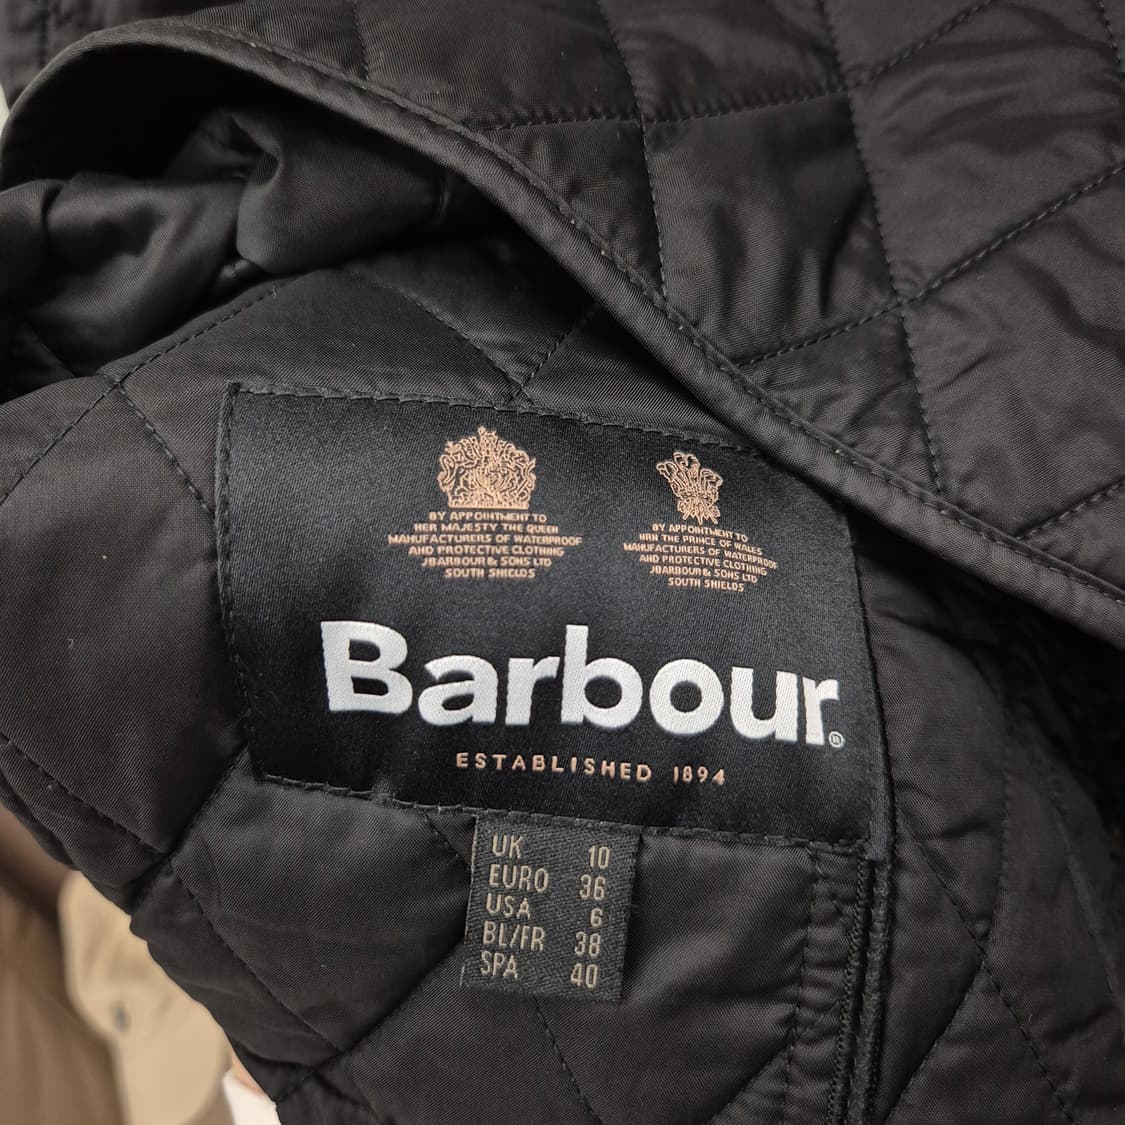 BY APPOINTMENT TO
HER MAJESTY THE QUEEN
MANUFACTURERS OF WATERPROOF
AND PROTECTIVE CLOTHING
JBARBOUR & SONS LTD
SOUTH SHIELDS
BY APPOINTMENT TO
HRH THE PRINCE OF WALES
MANUFACTURERS OF WATERPROOF
AND PROTECTIVE CLOTHING
JBARBOUR & SONS LTD
SOUTH SHIELDS
Barbour®
ESTABLISHED 1894
UK 10
EURO 36
USA 6
BL/FR 38
SPA 40